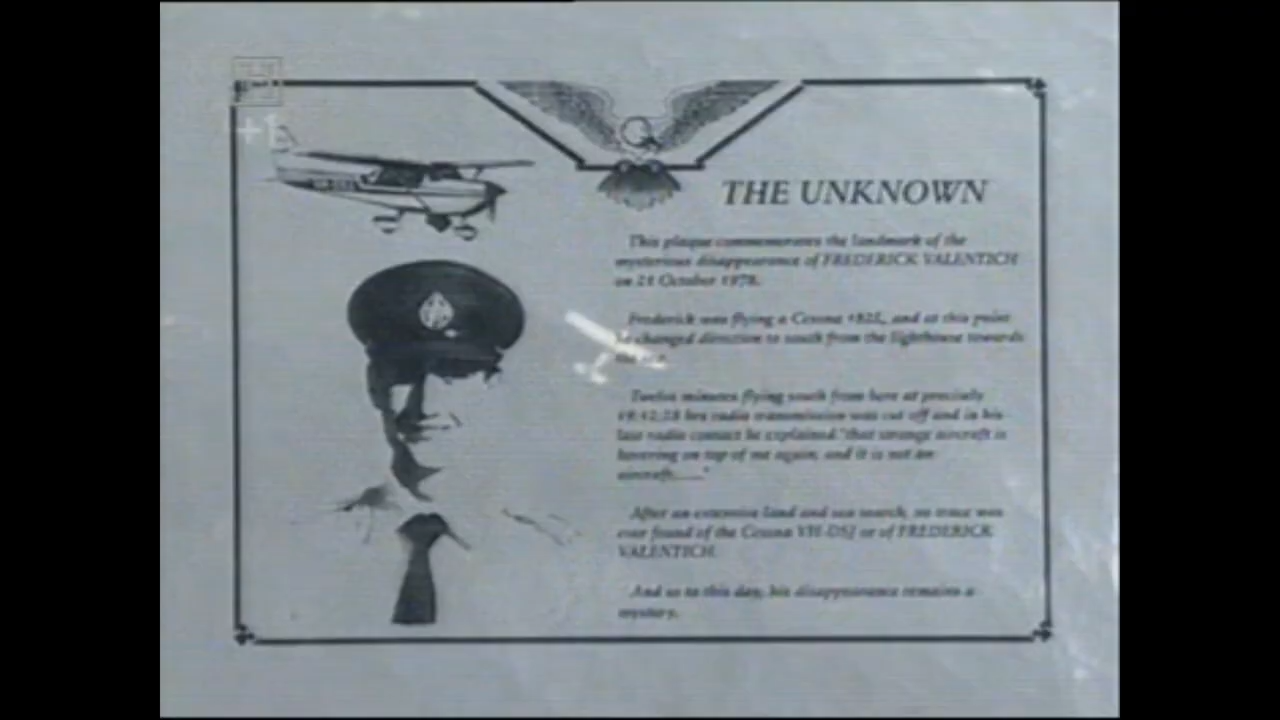 H
+1
THE UNKNOWN
This plaque commemorates the landmark of the
mysterious disappearance of FREDERICK VALENTICH
on 21 October 1978.
Frederick was flying a Cessna 182L, and at this point
he changed direction to south from the lighthouse towards
Twelve minutes flying south from here at precisely
19:12:28 hrs radio transmission was cut off and in his
last radio contact he explained "that strange aircraft is
hovering on top of me again, and it is not an
aircraft......"
After an extensive land and sea search, no trace was
ever found of the Cessna VH-DSJ or of FREDERICK
VALENTICH.
And so to this day, his disappearance remains a
mystery.